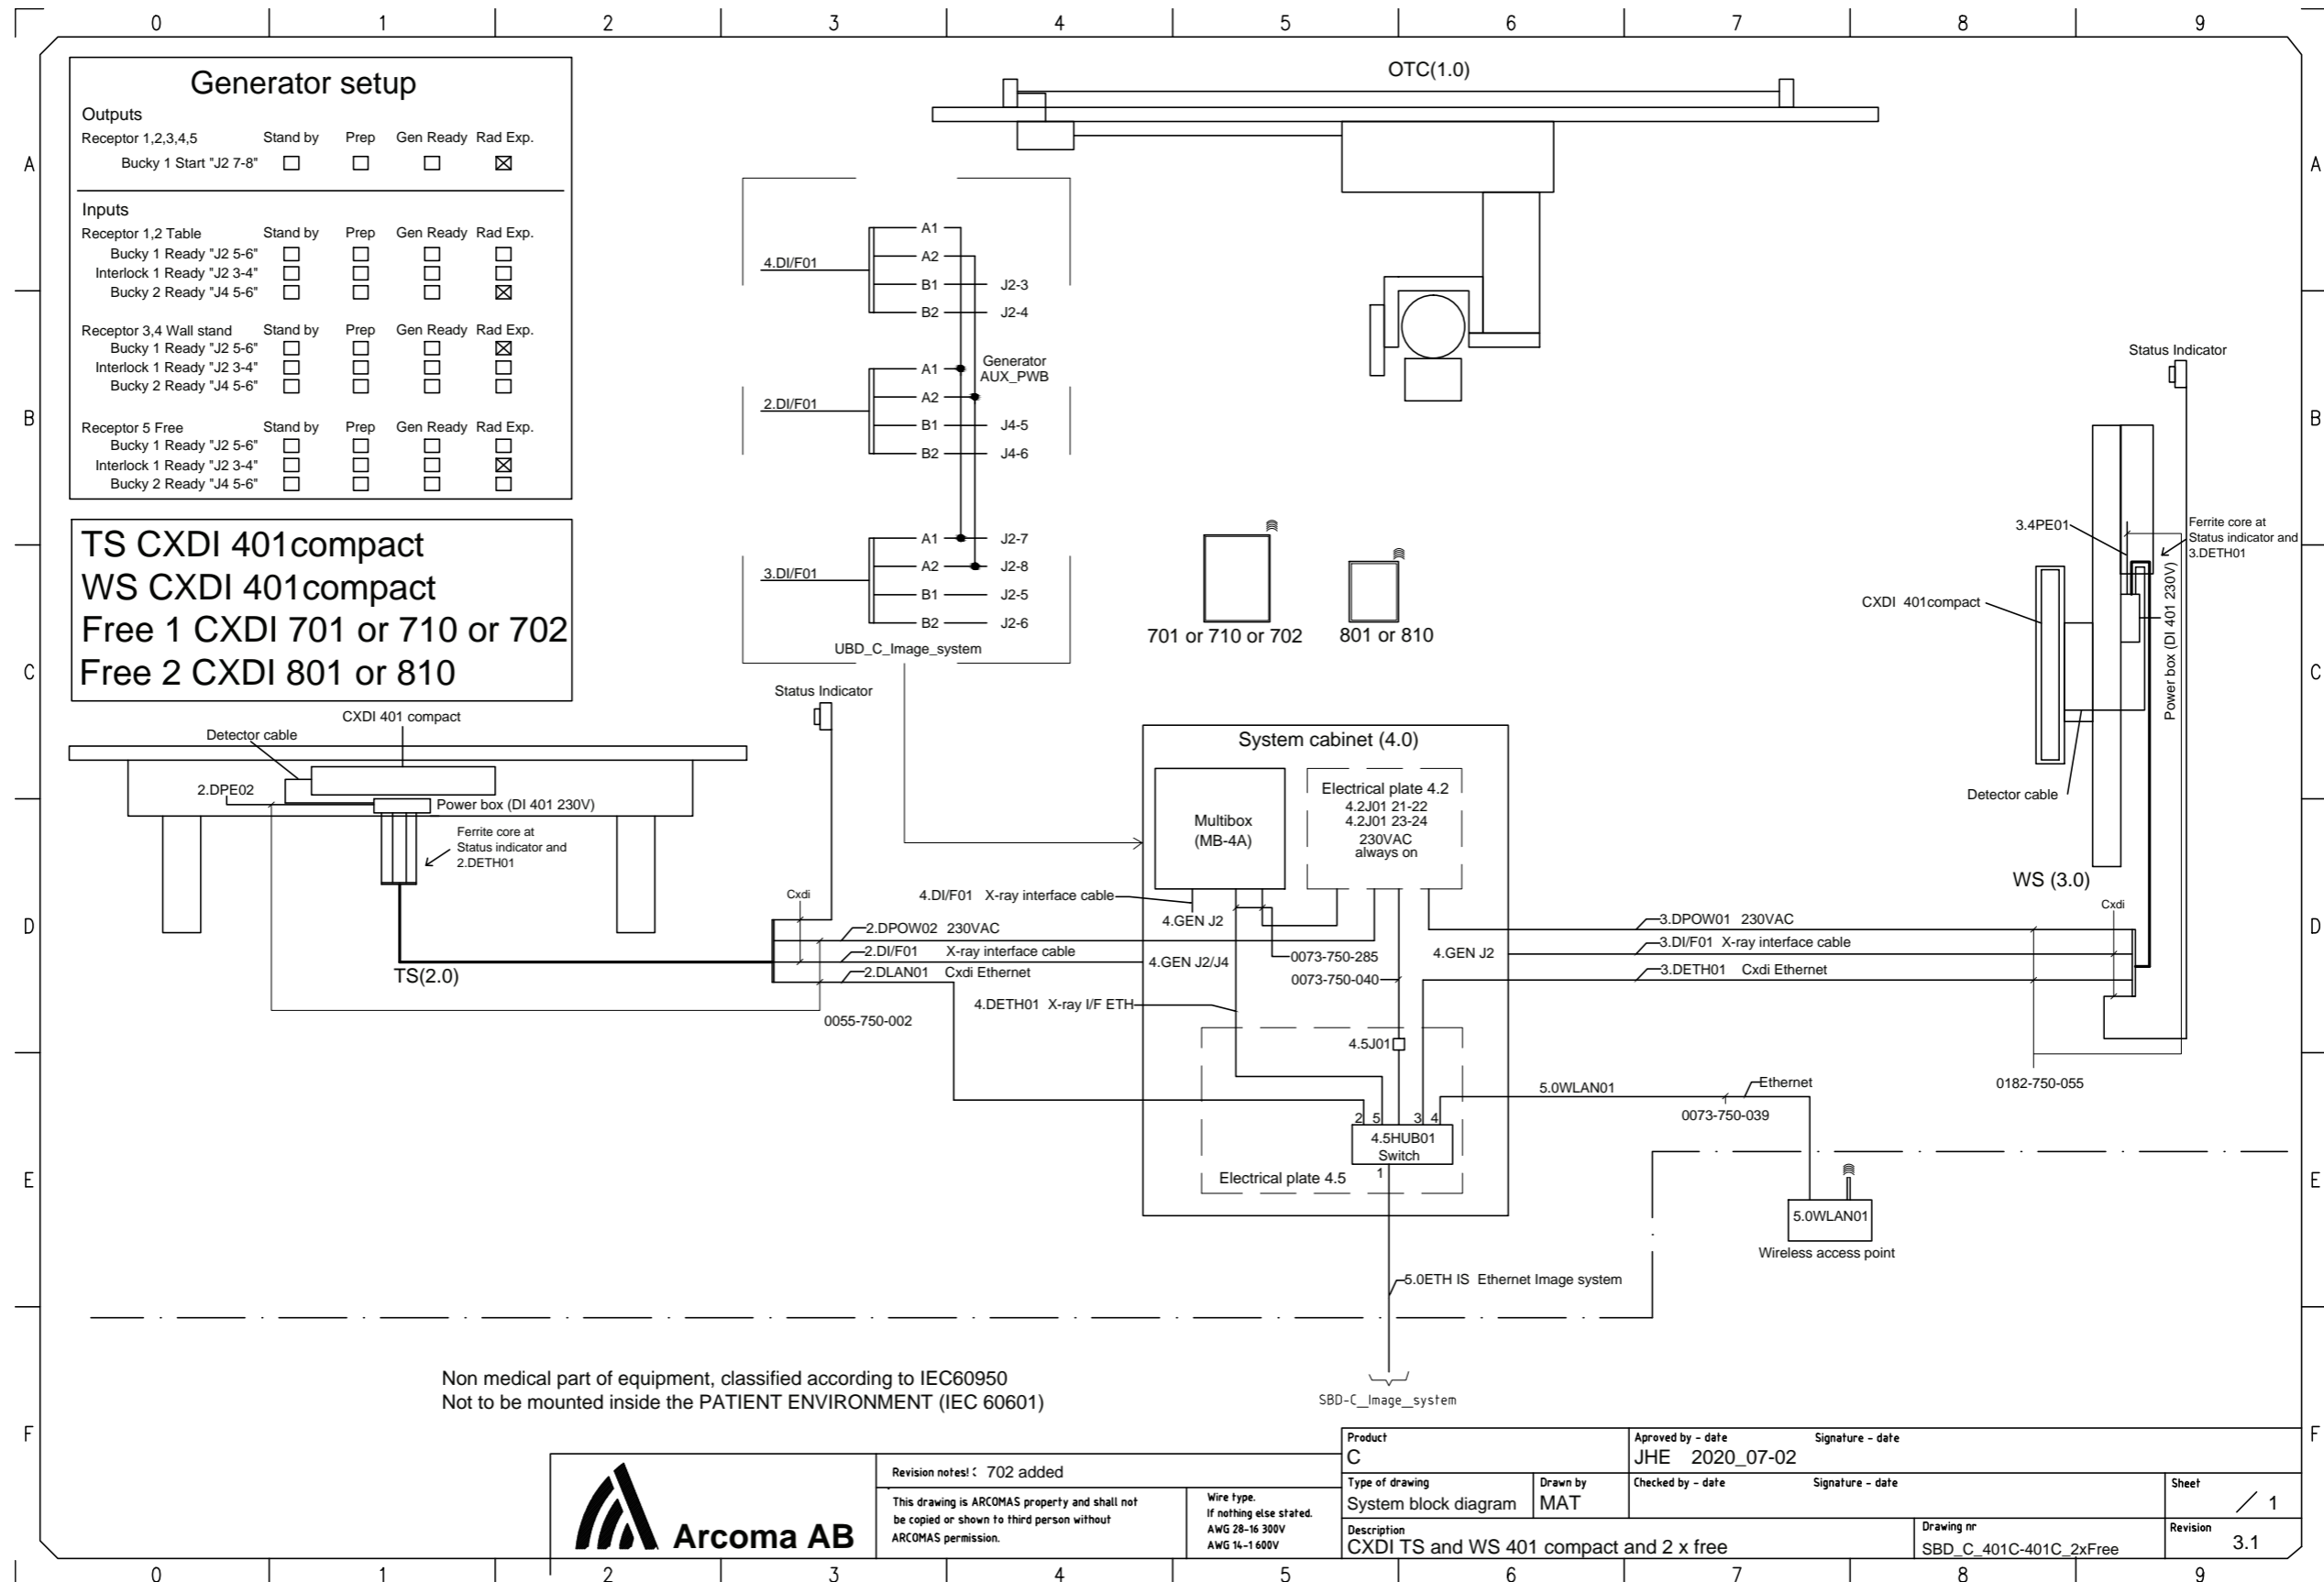 0 1 2 3 4 5 6 7 8 9
A
B
C
D
E
F
Generator setup
Outputs
Receptor 1,2,3,4,5 Stand by Prep Gen Ready Rad Exp.
Bucky 1 Start "J2 7-8"
Inputs
Receptor 1,2 Table Stand by Prep Gen Ready Rad Exp.
Bucky 1 Ready "J2 5-6"
Interlock 1 Ready "J2 3-4"
Bucky 2 Ready "J4 5-6"
Receptor 3,4 Wall stand Stand by Prep Gen Ready Rad Exp.
Bucky 1 Ready "J2 5-6"
Interlock 1 Ready "J2 3-4"
Bucky 2 Ready "J4 5-6"
Receptor 5 Free Stand by Prep Gen Ready Rad Exp.
Bucky 1 Ready "J2 5-6"
Interlock 1 Ready "J2 3-4"
Bucky 2 Ready "J4 5-6"
TS CXDI 401compact
WS CXDI 401compact
Free 1 CXDI 701 or 710 or 702
Free 2 CXDI 801 or 810
4.DI/F01
A1
A2
B1 J2-3
B2 J2-4
Generator
AUX_PWB
2.DI/F01
A1
A2
B1 J4-5
B2 J4-6
3.DI/F01
A1 J2-7
A2 J2-8
B1 J2-5
B2 J2-6
UBD_C_Image_system
OTC(1.0)
701 or 710 or 702
801 or 810
Status Indicator
3.4PE01
Ferrite core at
Status indicator and
3.DETH01
CXDI 401compact
Power box (DI 401 230V)
Detector cable
WS (3.0)
Cxdi
CXDI 401 compact
Detector cable
2.DPE02
Power box (DI 401 230V)
Ferrite core at
Status indicator and
2.DETH01
TS(2.0)
Status Indicator
Cxdi
2.DPOW02 230VAC
2.DI/F01 X-ray interface cable
2.DLAN01 Cxdi Ethernet
0055-750-002
4.DI/F01 X-ray interface cable
4.DETH01 X-ray I/F ETH
System cabinet (4.0)
Multibox
(MB-4A)
Electrical plate 4.2
4.2J01 21-22
4.2J01 23-24
230VAC
always on
4.GEN J2
4.GEN J2/J4
0073-750-285
0073-750-040
4.GEN J2
4.5J01
2 5 3 4
4.5HUB01
Switch
1
Electrical plate 4.5
3.DPOW01 230VAC
3.DI/F01 X-ray interface cable
3.DETH01 Cxdi Ethernet
0182-750-055
5.0WLAN01
Ethernet
0073-750-039
5.0WLAN01
Wireless access point
5.0ETH IS Ethernet Image system
SBD-C_Image_system
Non medical part of equipment, classified according to IEC60950
Not to be mounted inside the PATIENT ENVIRONMENT (IEC 60601)
Arcoma AB
Revision notes! : 702 added
This drawing is ARCOMAS property and shall not
be copied or shown to third person without
ARCOMAS permission.
Wire type.
If nothing else stated.
AWG 28-16 300V
AWG 14-1 600V
Product
C
Aproved by - date Signature - date
JHE 2020_07-02
Type of drawing
System block diagram
Drawn by
MAT
Checked by - date Signature - date
Sheet
/ 1
Description
CXDI TS and WS 401 compact and 2 x free
Drawing nr
SBD_C_401C-401C_2xFree
Revision
3.1
A
B
C
D
E
F
0 1 2 3 4 5 6 7 8 9